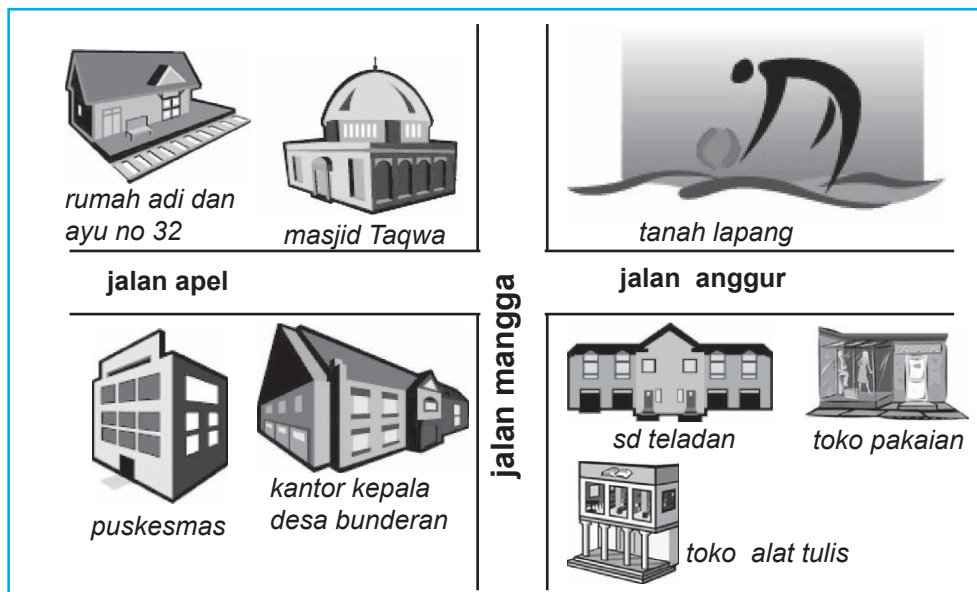 rumah adi dan
ayu no 32
masjid Taqwa
tanah lapang
jalan apel
jalan mangga
jalan anggur
puskesmas
kantor kepala
desa bunderan
sd teladan
toko pakaian
toko alat tulis